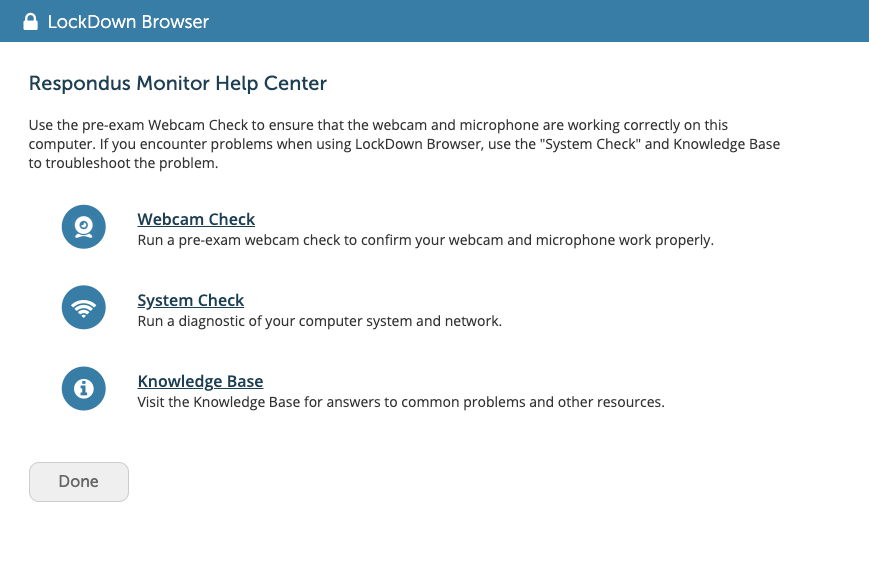 LockDown Browser
Respondus Monitor Help Center
Use the pre-exam Webcam Check to ensure that the webcam and microphone are working correctly on this
computer. If you encounter problems when using LockDown Browser, use the "System Check" and Knowledge Base
to troubleshoot the problem.
Webcam Check
Run a pre-exam webcam check to confirm your webcam and microphone work properly.
System Check
Run a diagnostic of your computer system and network.
Knowledge Base
Visit the Knowledge Base for answers to common problems and other resources.
Done